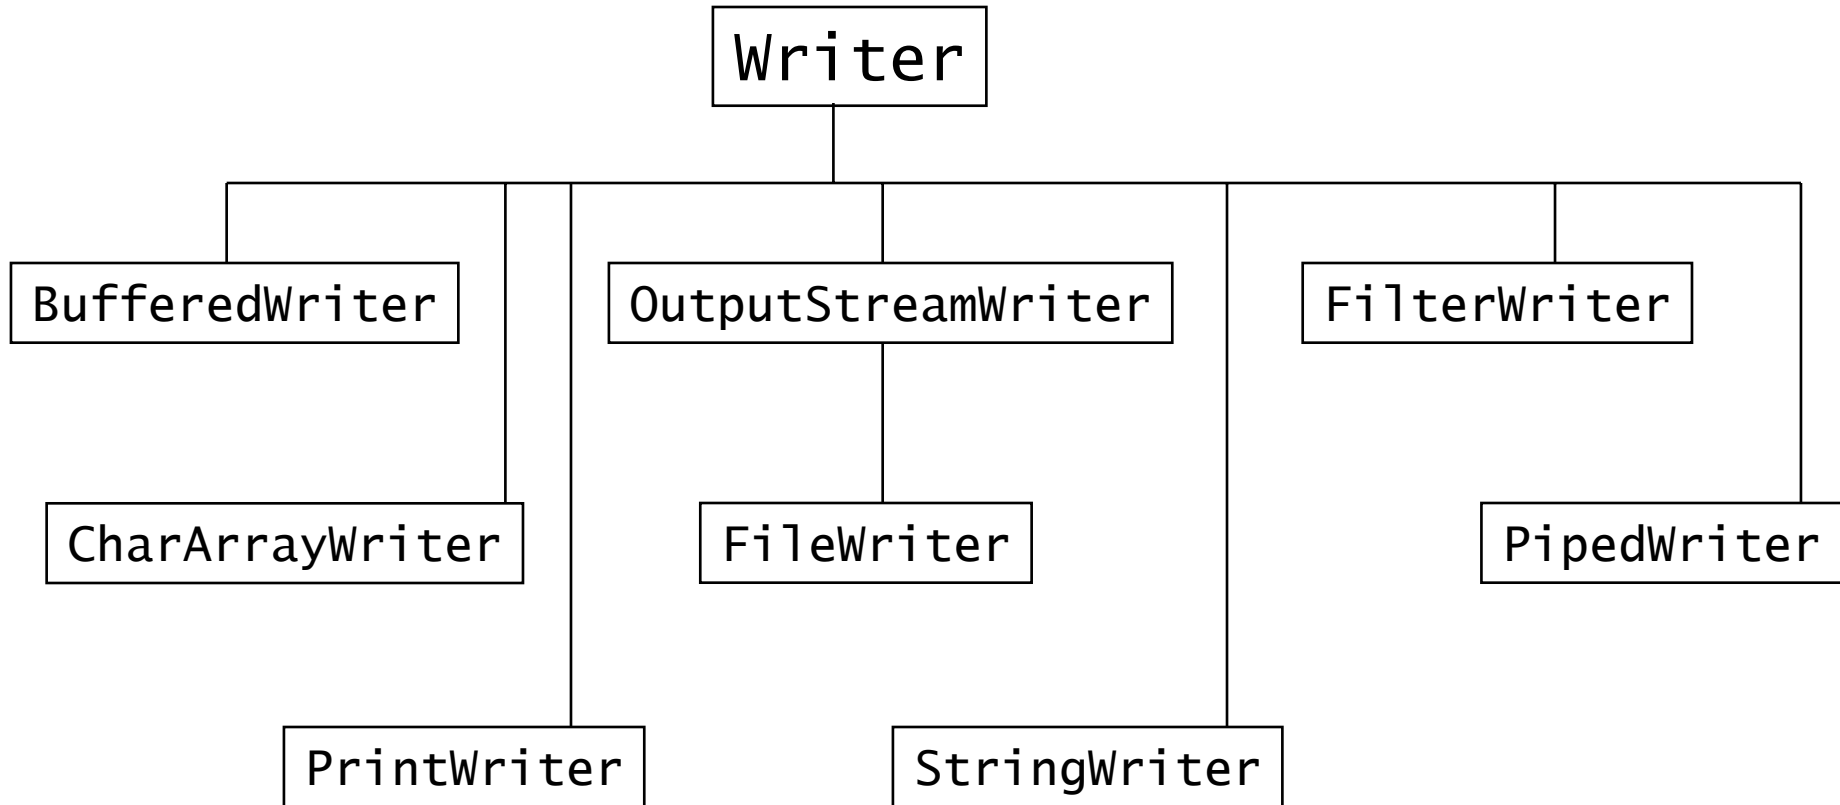 Writer
BufferedWriter
OutputStreamWriter
FilterWriter
CharArrayWriter
FileWriter
PipedWriter
PrintWriter
StringWriter